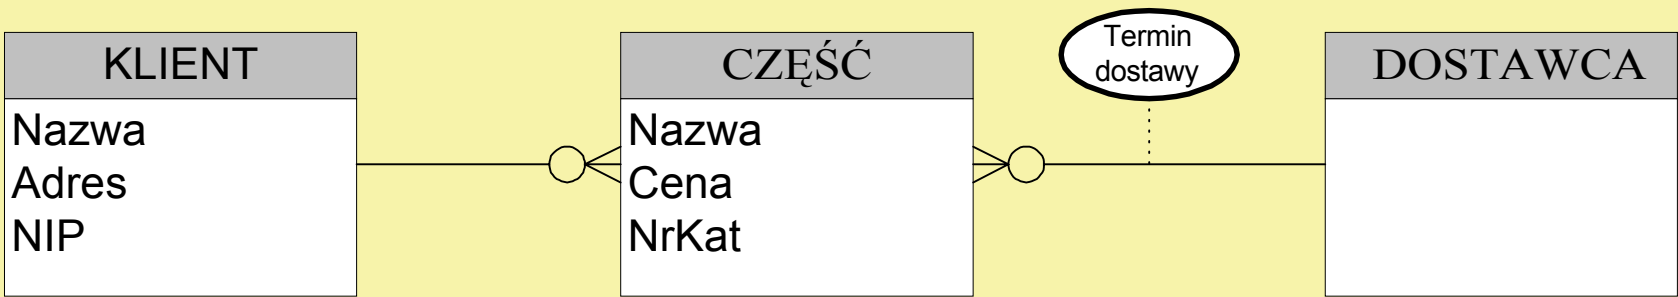 KLIENT
Nazwa
Adres
NIP
CZĘŚĆ
Nazwa
Cena
NrKat
Termin
dostawy
DOSTAWCA